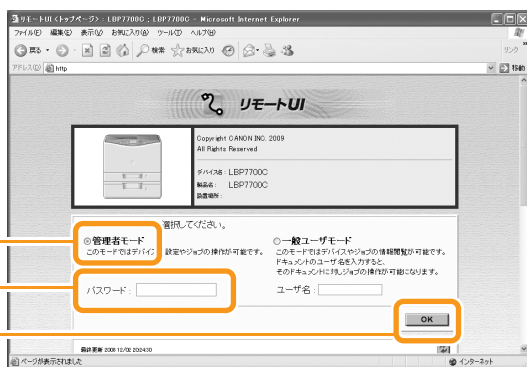 リモートUI <トップページ> : LBP7700C ; LBP7700C - Microsoft Internet Explorer
ファイル(F) 編集(E) 表示(V) お気に入り(A) ツール(T) ヘルプ(H)
戻る 検索 お気に入り リンク
アドレス(D) http 移動
リモートUI
Copyright CANON INC. 2009
All Rights Reserved
デバイス名 : LBP7700C
製品名 : LBP7700C
設置場所 :
選択してください。
管理者モード
このモードではデバイス 設定やジョブの操作が可能です。
一般ユーザモード
このモードではデバイスやジョブの情報閲覧が可能です。
ドキュメントのユーザ名を入力すると、
そのドキュメントに対しジョブの操作が可能になります。
パスワード :
ユーザ名 :
OK
最終更新 2008 12/02 20:24:30
ページが表示されました
インターネット